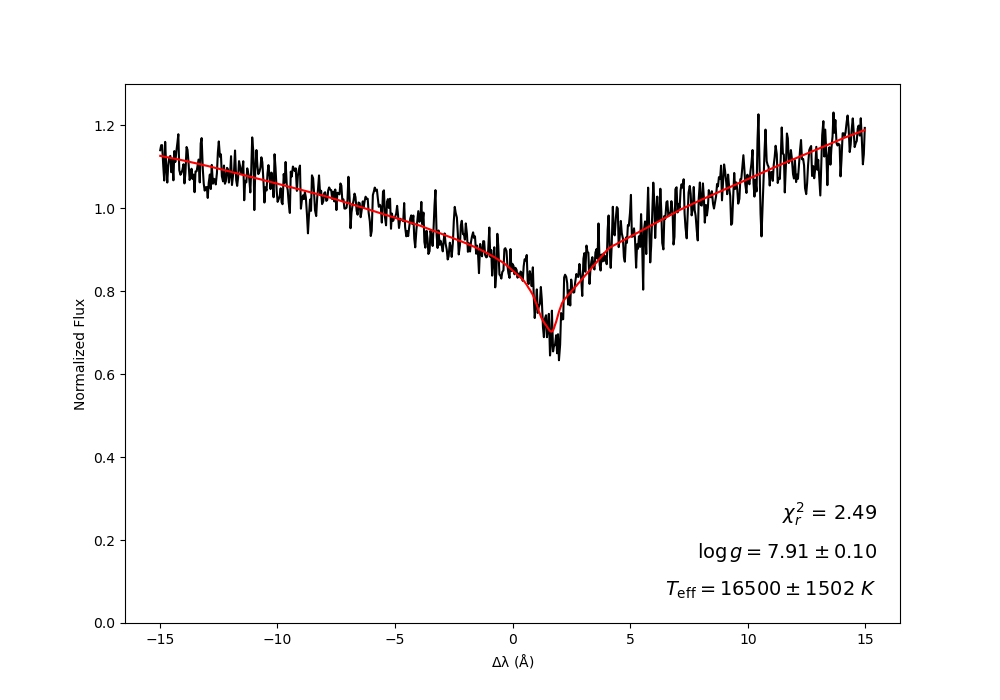 1.2
1.0
0.8
0.6
0.4
0.2
0.0
Normalized Flux
χ²ᵣ = 2.49
log g = 7.91 ± 0.10
T_eff = 16500 ± 1502 K
−15 −10 −5 0 5 10 15
Δλ (Å)